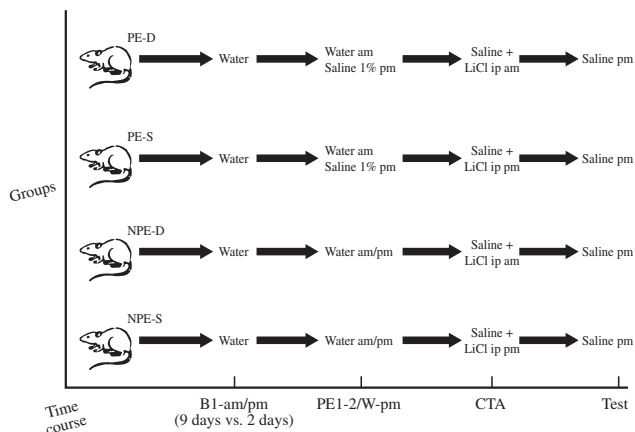 PE-D
Water
Water am
Saline 1% pm
Saline +
LiCl ip am
Saline pm
PE-S
Water
Water am
Saline 1% pm
Saline +
LiCl ip pm
Saline pm
Groups
NPE-D
Water
Water am/pm
Saline +
LiCl ip am
Saline pm
NPE-S
Water
Water am/pm
Saline +
LiCl ip pm
Saline pm
Time
course
B1-am/pm
(9 days vs. 2 days)
PE1-2/W-pm
CTA
Test